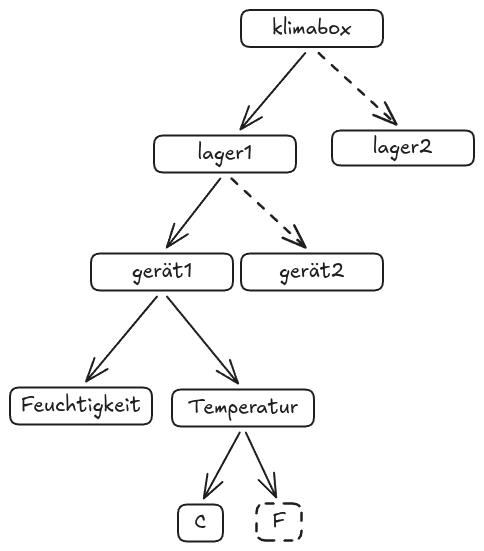 klimabox
lager1
lager2
gerät1
gerät2
Feuchtigkeit
Temperatur
C
F